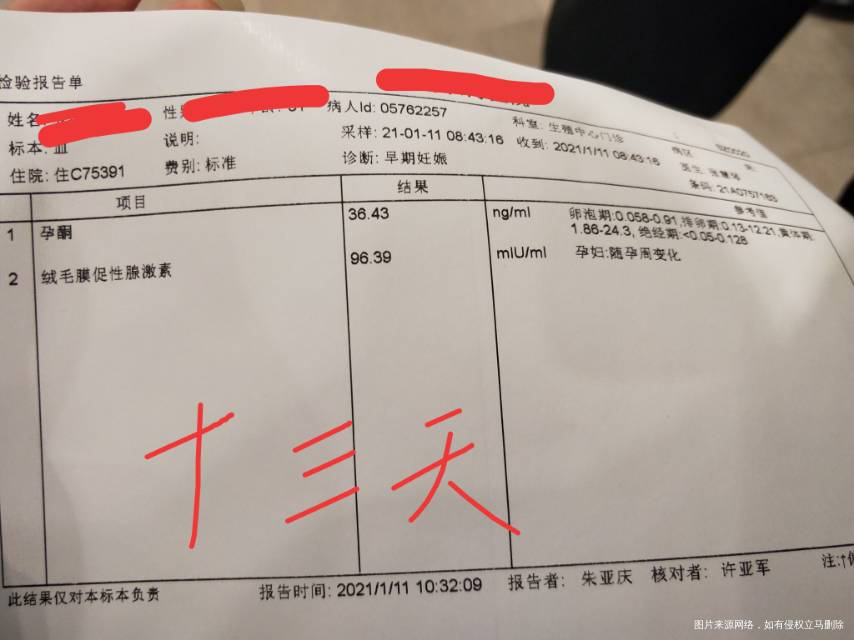 检验报告单
姓名
性别
病人Id: 05762257
科室: 生殖中心门诊
病区
标本: 血
说明:
采样: 21-01-11 08:43:16
收到: 2021/1/11 08:43:16
医生:
住院: 住C75391
费别: 标准
诊断: 早期妊娠
条码: 21A0757163
项目
结果
参考值
1 孕酮 36.43 ng/ml 卵泡期:0.058-0.91,排卵期:0.13-12.21,黄体期:
1.86-24.3, 绝经期:<0.05-0.128
2 绒毛膜促性腺激素 96.39 mIU/ml 孕妇:随孕周变化
十三天
此结果仅对本标本负责
报告时间: 2021/1/11 10:32:09
报告者: 朱亚庆
核对者: 许亚军
注:↑
图片来源网络，如有侵权立马删除